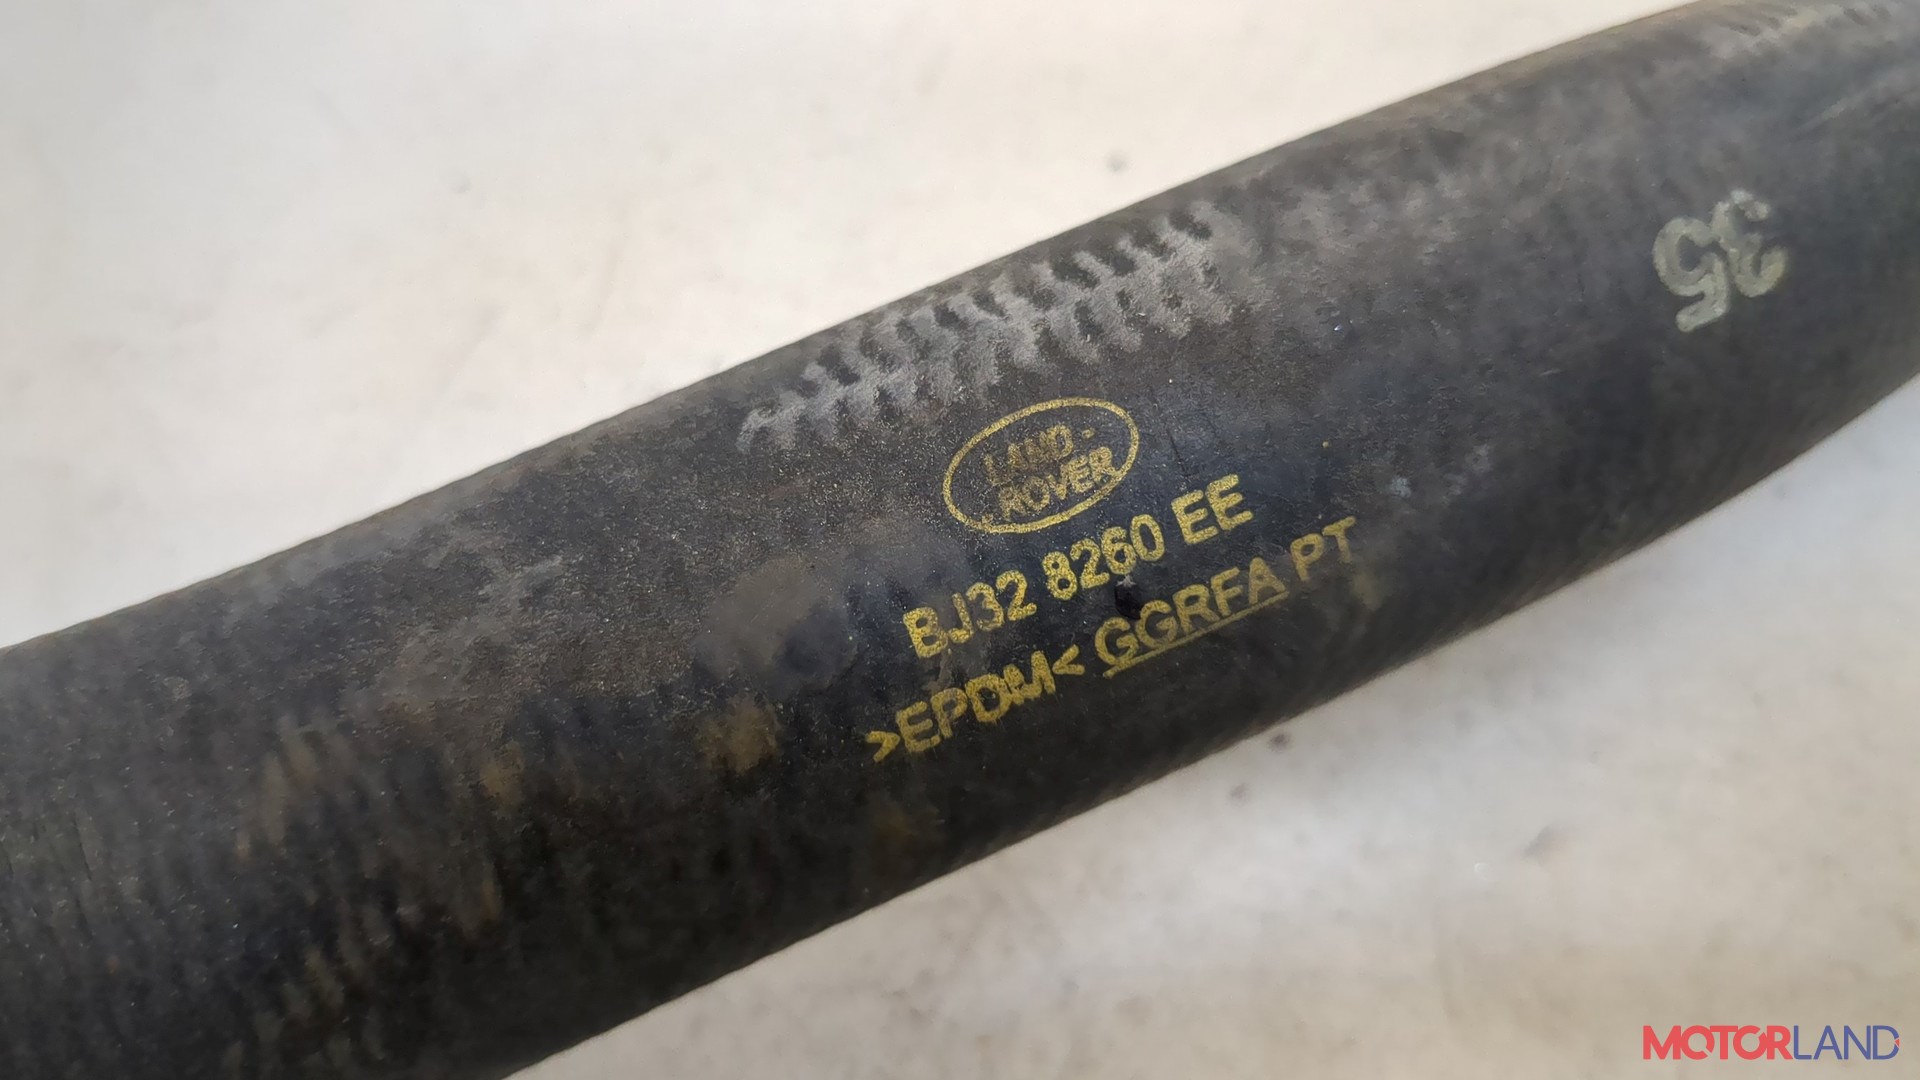 35
LAND-
ROVER
BJ32 8260 EE
>EPDM< GGRFA PT
MOTORLAND